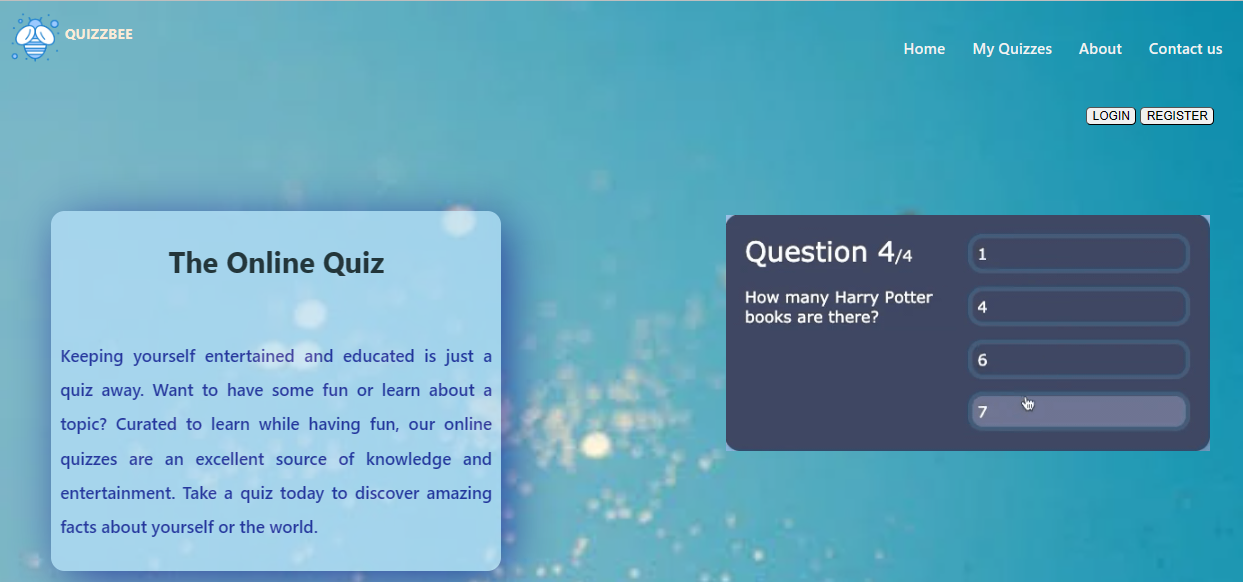 QUIZZBEE
Home My Quizzes About Contact us
LOGIN REGISTER
The Online Quiz
Keeping yourself entertained and educated is just a
quiz away. Want to have some fun or learn about a
topic? Curated to learn while having fun, our online
quizzes are an excellent source of knowledge and
entertainment. Take a quiz today to discover amazing
facts about yourself or the world.
Question 4/4
How many Harry Potter
books are there?
1
4
6
7